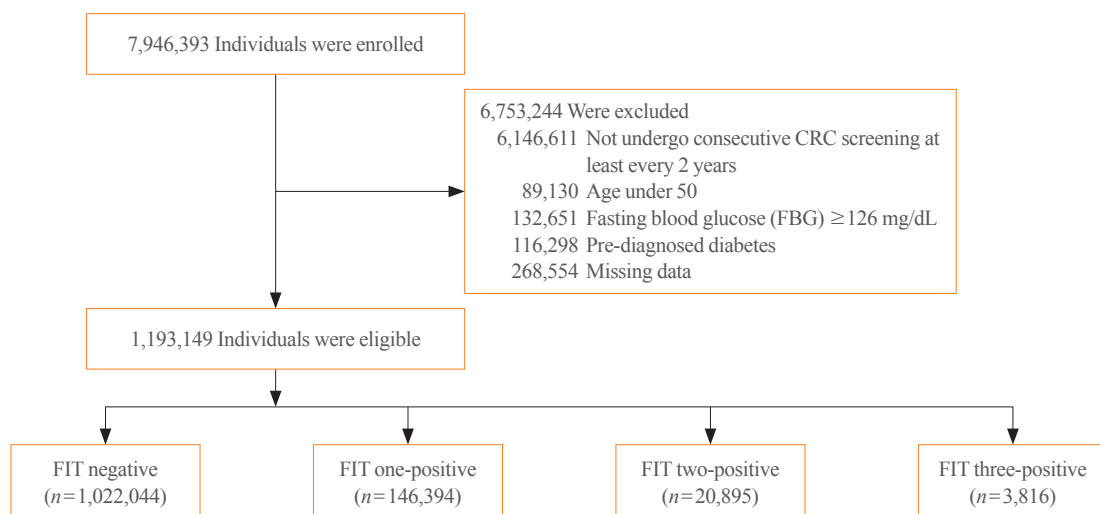 7,946,393 Individuals were enrolled
6,753,244 Were excluded
6,146,611 Not undergo consecutive CRC screening at
least every 2 years
89,130 Age under 50
132,651 Fasting blood glucose (FBG) ≥126 mg/dL
116,298 Pre-diagnosed diabetes
268,554 Missing data
1,193,149 Individuals were eligible
FIT negative
(n=1,022,044)
FIT one-positive
(n=146,394)
FIT two-positive
(n=20,895)
FIT three-positive
(n=3,816)